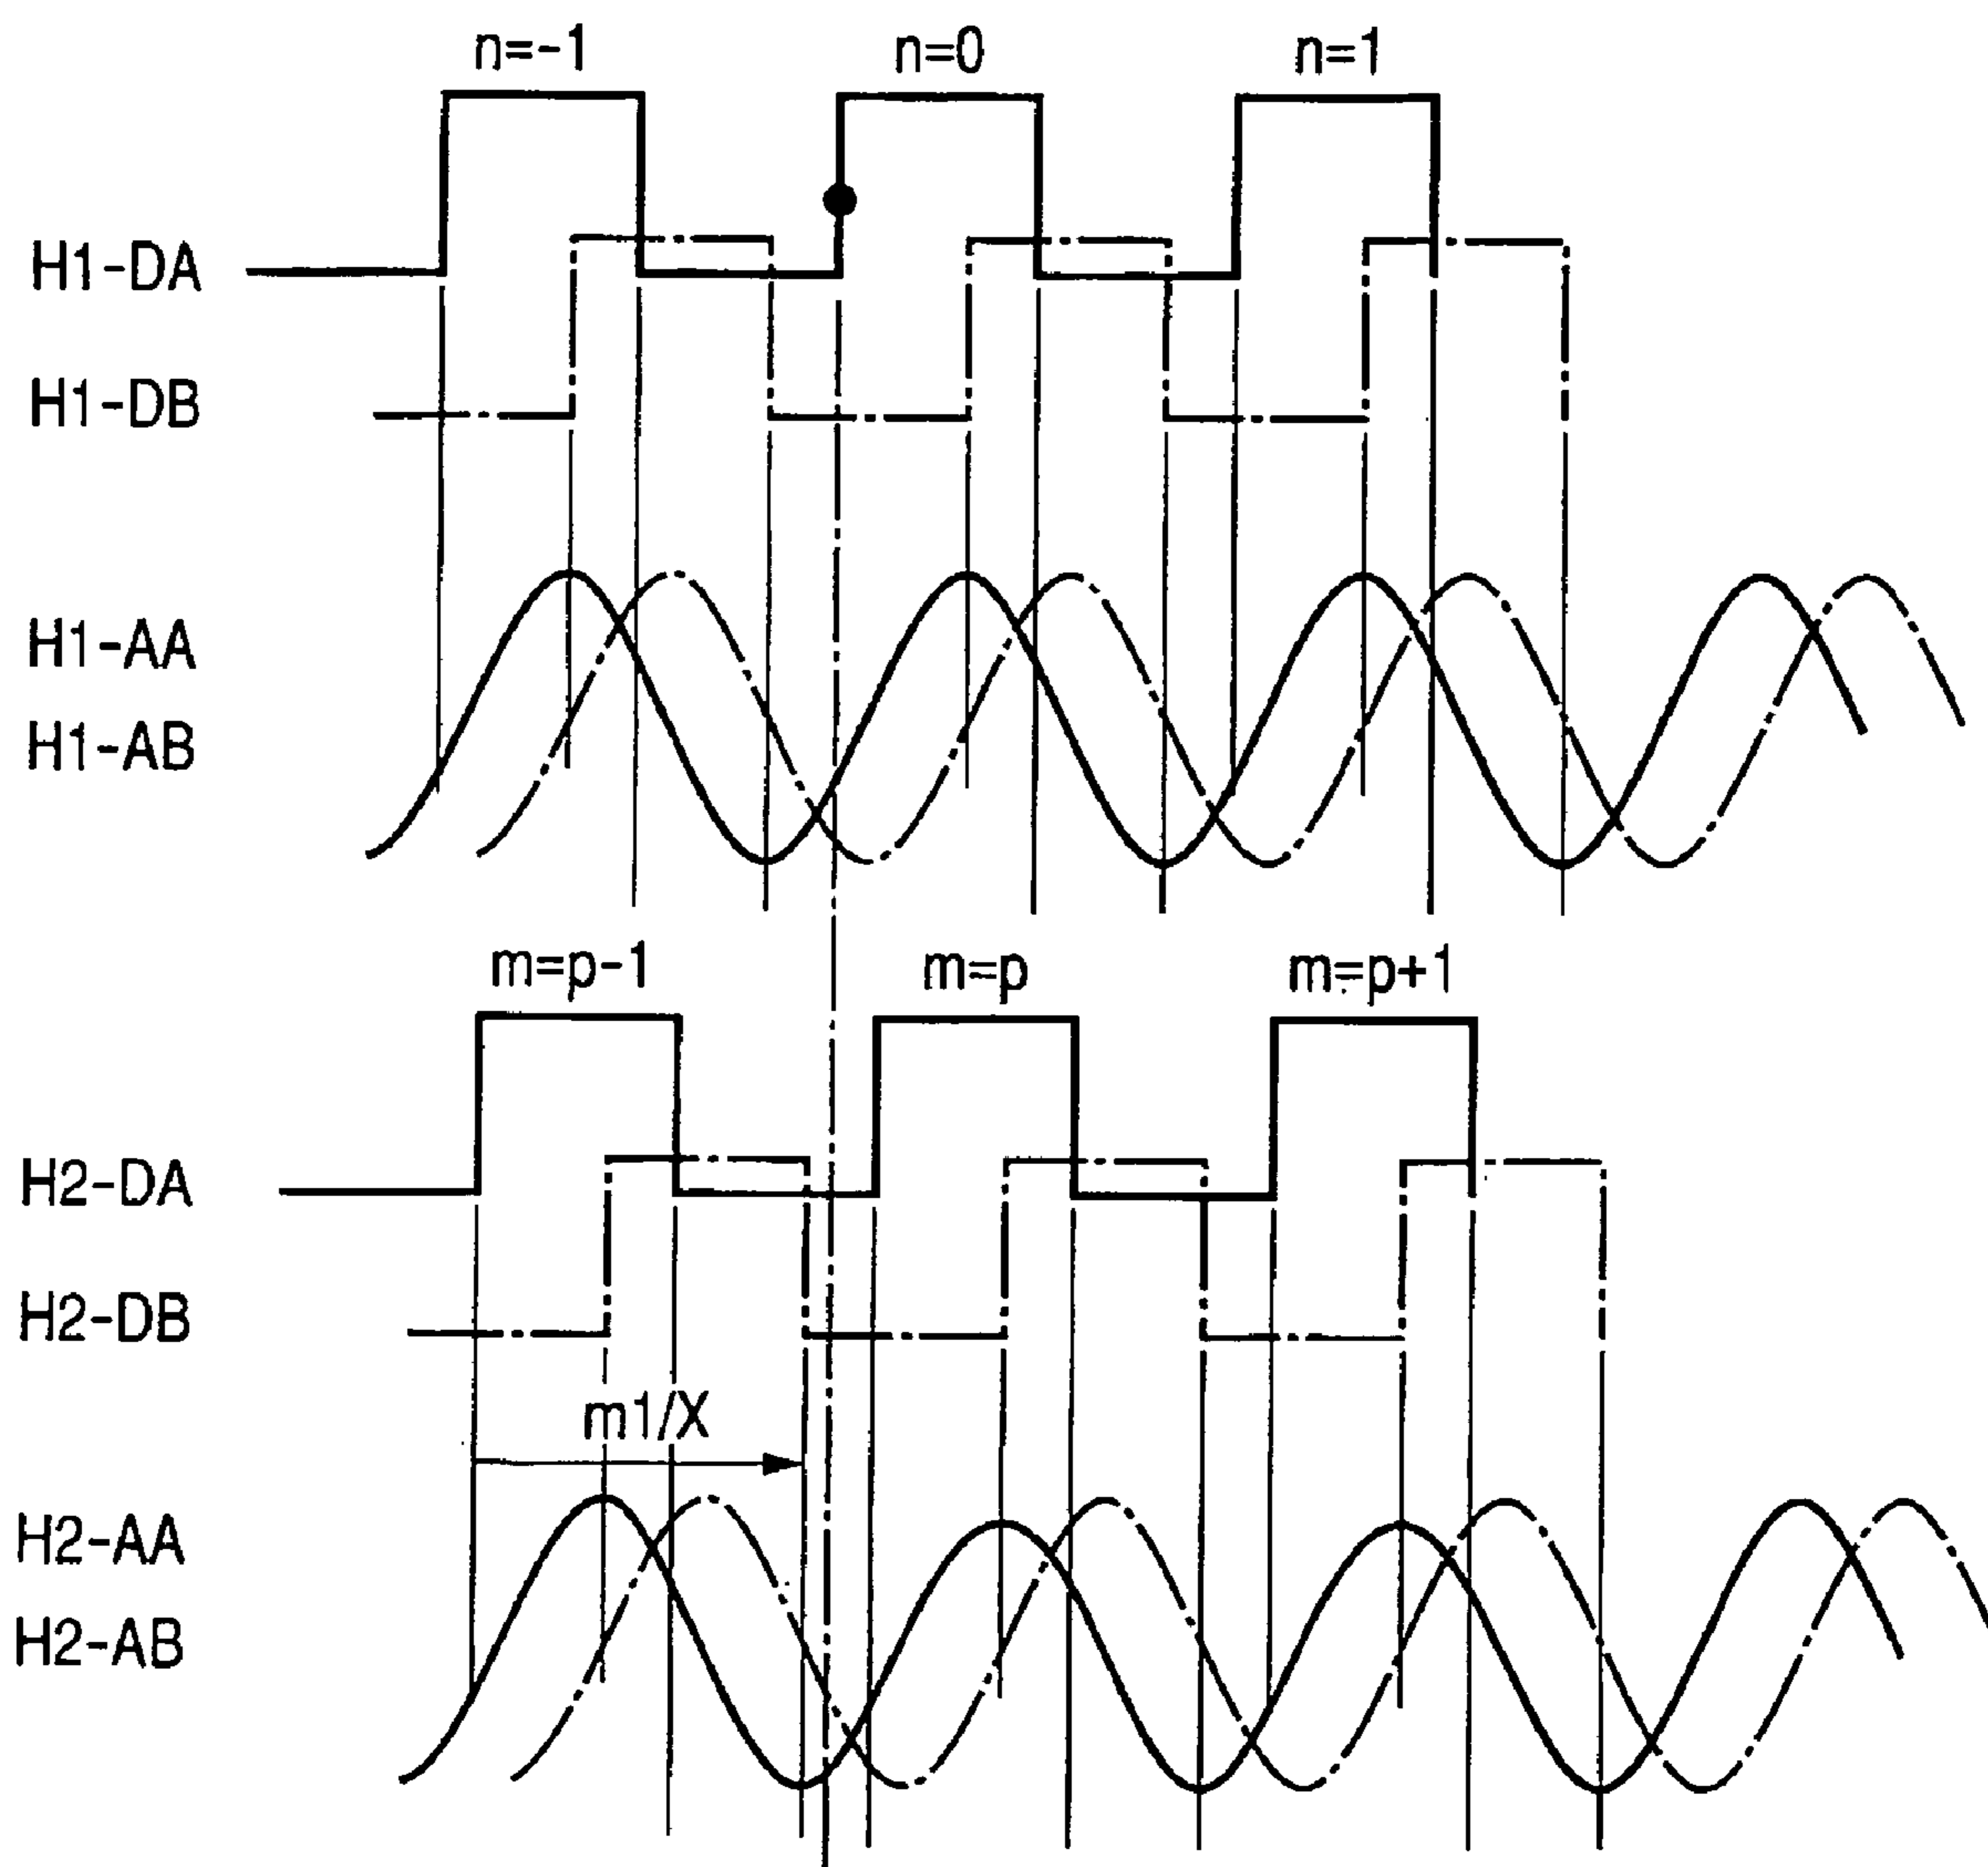 n=-1 n=0 n=1
H1-DA
H1-DB
H1-AA
H1-AB
m=p-1 m=p m=p+1
H2-DA
H2-DB
m1/X
H2-AA
H2-AB